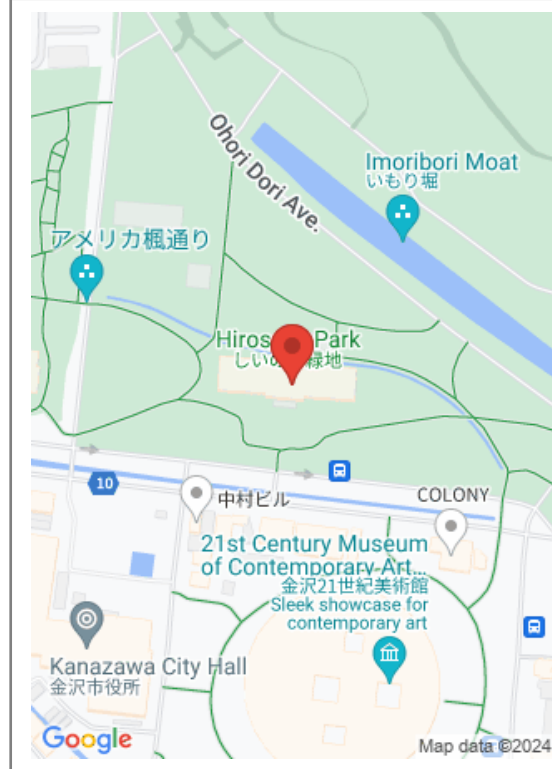 Ohori Dori Ave.
Imoribori Moat
いもり堀
アメリカ楓通り
Park
緑地
10
中村ビル
COLONY
21st Century Museum
of Contemporary Art...
金沢21世紀美術館
Sleek showcase for
contemporary art
Kanazawa City Hall
金沢市役所
Google
Map data ©2024